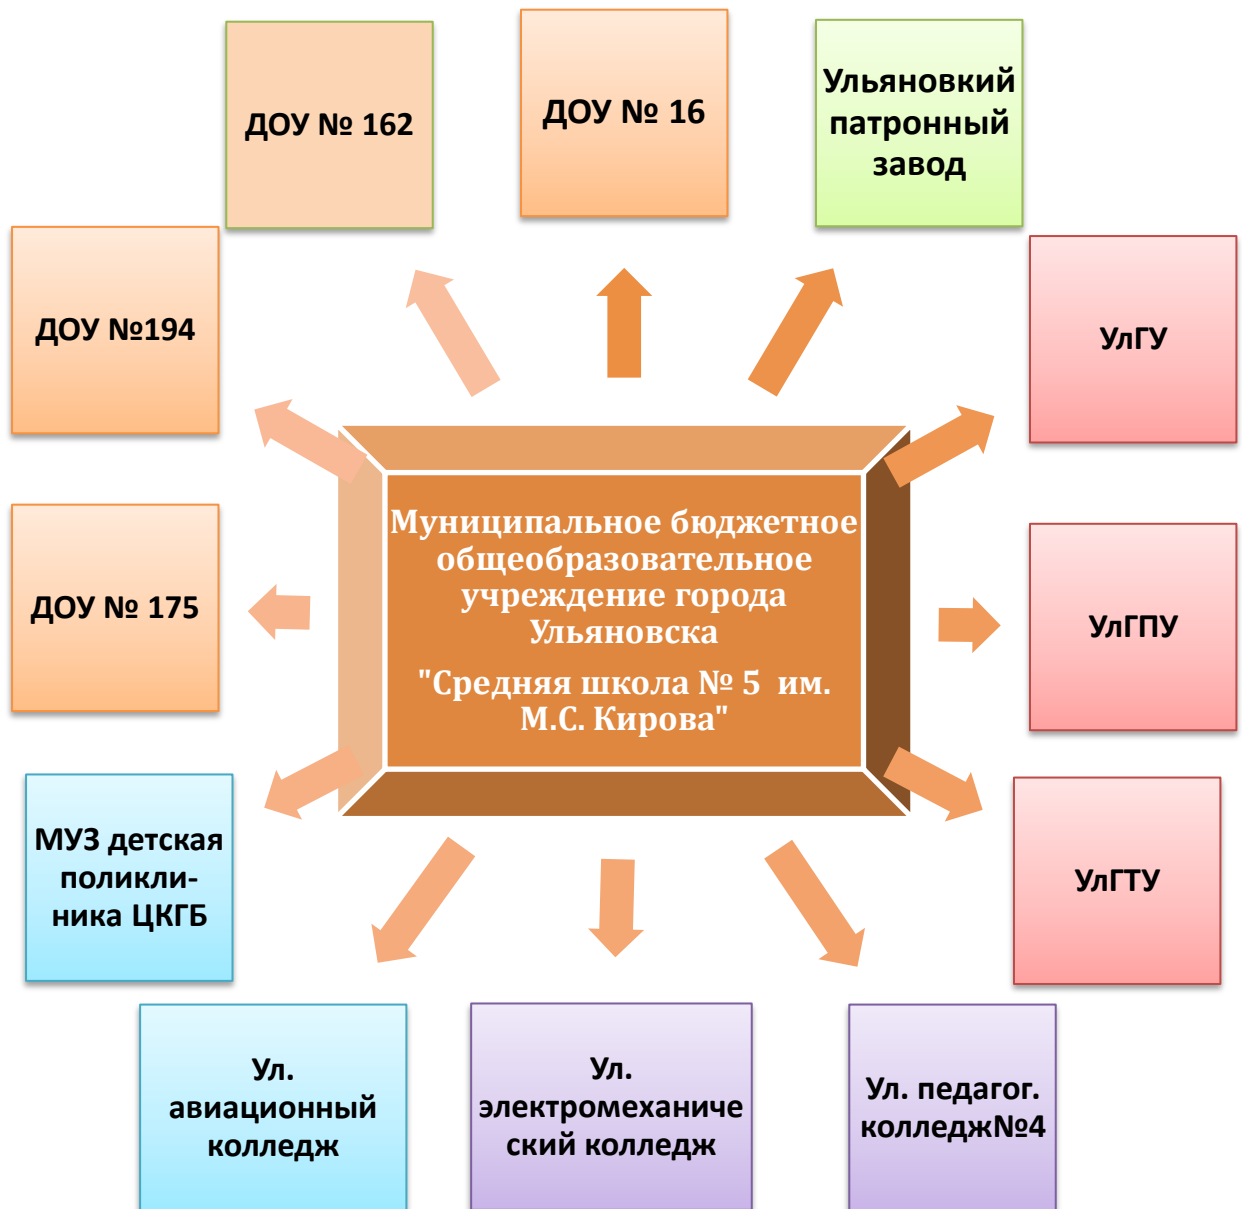 ДОУ № 162
ДОУ № 16
Ульяновкий
патронный
завод
ДОУ №194
УлГУ
Муниципальное бюджетное
общеобразовательное
учреждение города
Ульяновска
"Средняя школа № 5 им.
М.С. Кирова"
ДОУ № 175
УлГПУ
МУЗ детская
поликли-
ника ЦКГБ
УлГТУ
Ул.
авиационный
колледж
Ул.
электромеханиче
ский колледж
Ул. педагог.
колледж№4